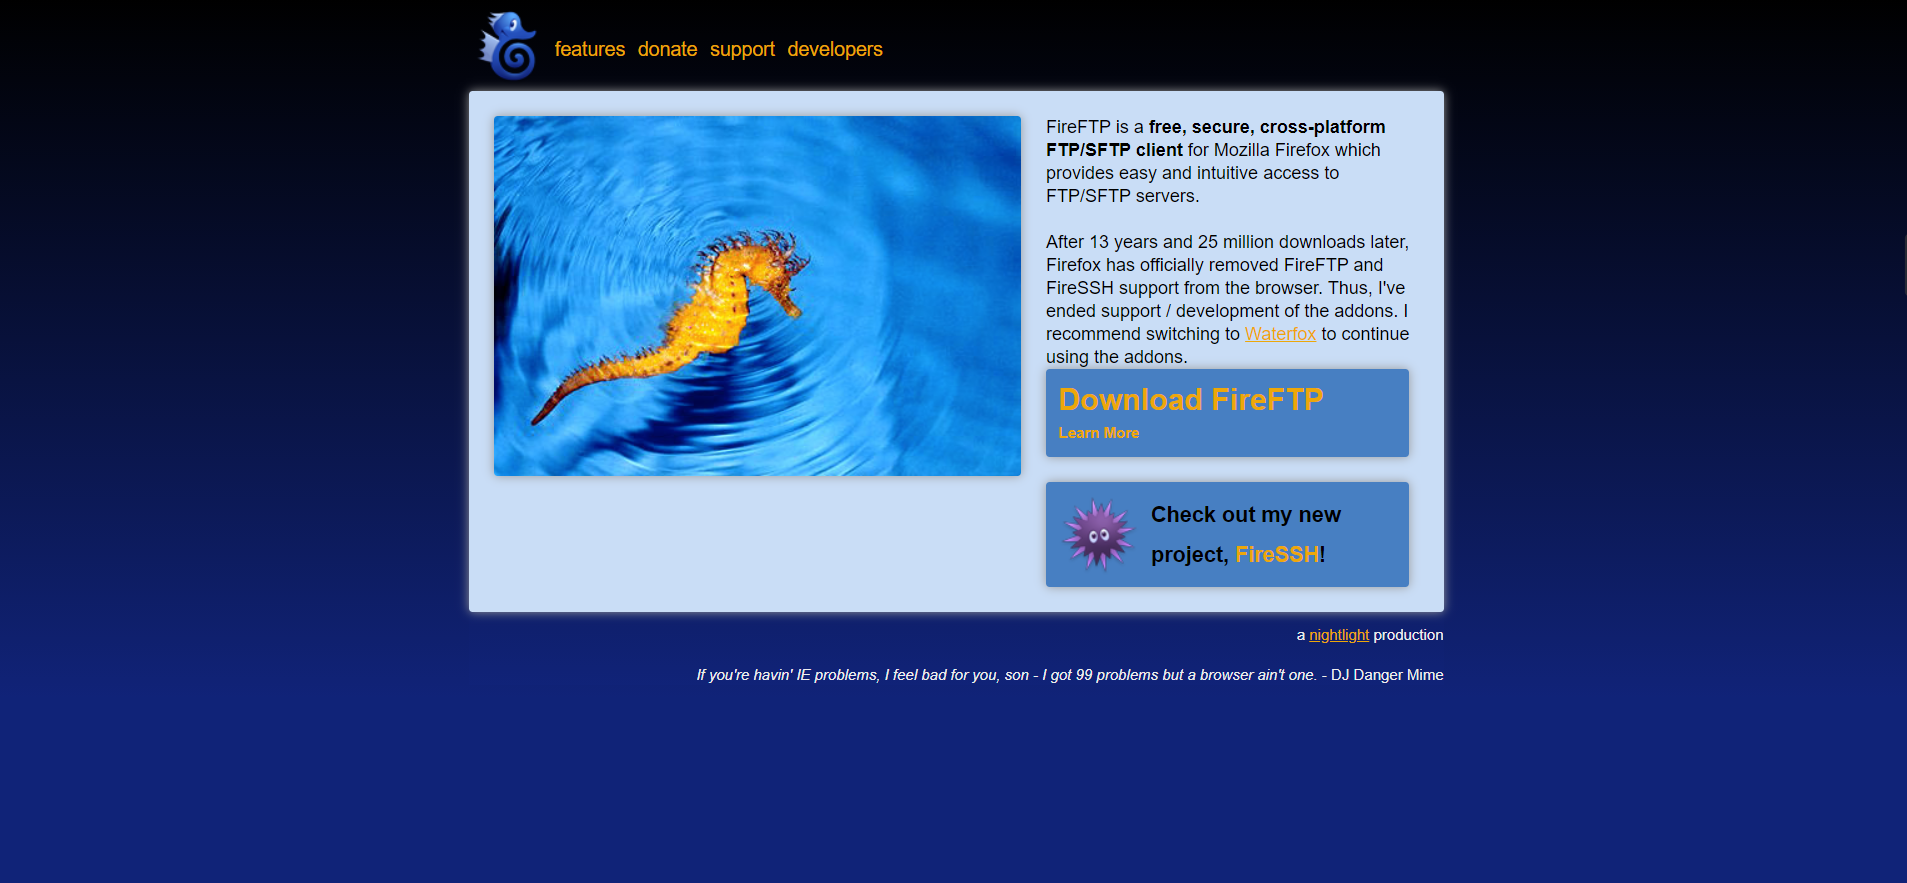 features donate support developers
FireFTP is a free, secure, cross-platform
FTP/SFTP client for Mozilla Firefox which
provides easy and intuitive access to
FTP/SFTP servers.
After 13 years and 25 million downloads later,
Firefox has officially removed FireFTP and
FireSSH support from the browser. Thus, I've
ended support / development of the addons. I
recommend switching to Waterfox to continue
using the addons.
Download FireFTP
Learn More
Check out my new
project, FireSSH!
a nightlight production
If you're havin' IE problems, I feel bad for you, son - I got 99 problems but a browser ain't one. - DJ Danger Mime